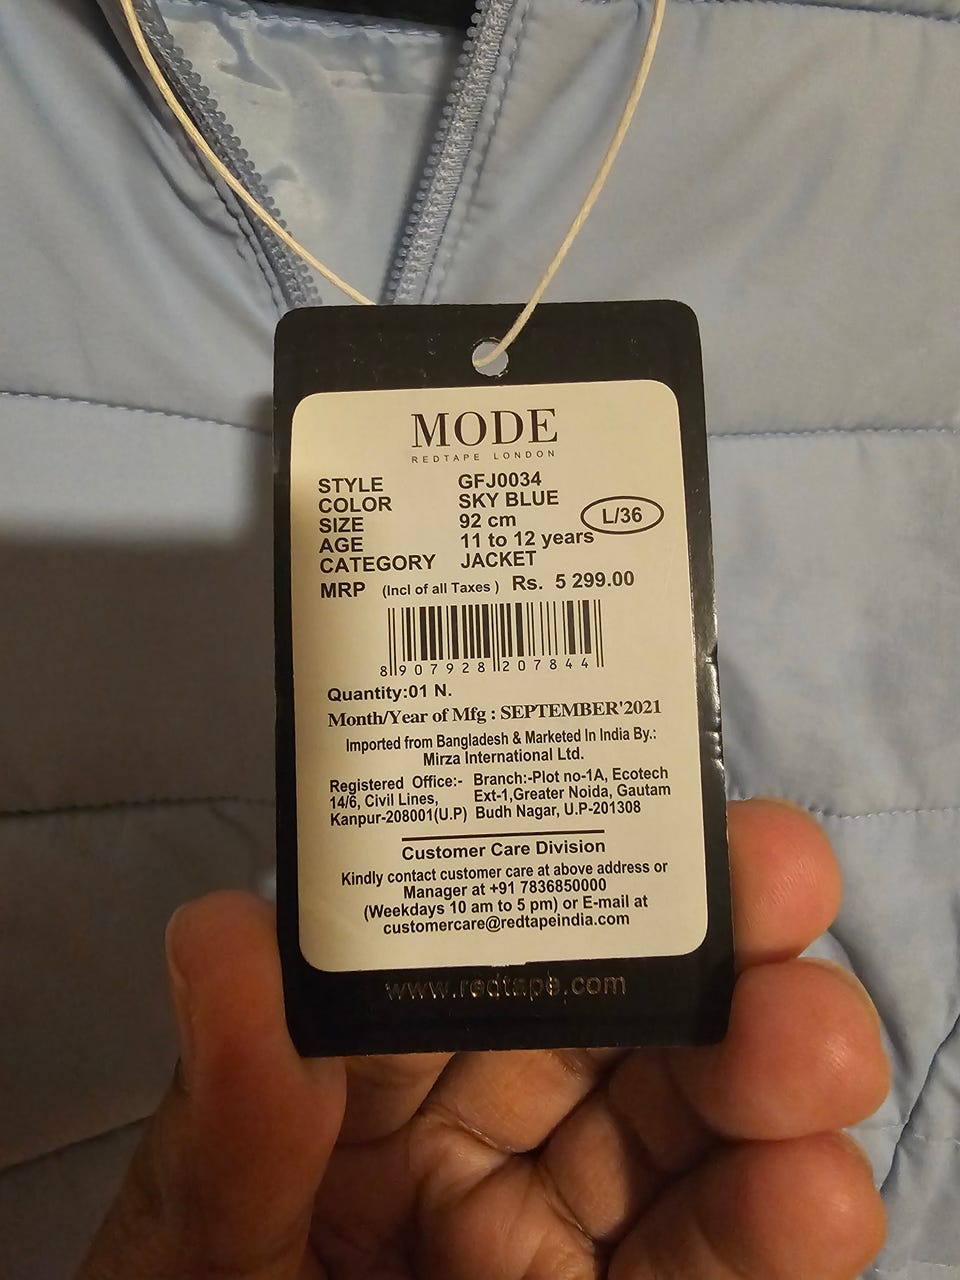 MODE
REDTAPE LONDON
STYLE GFJ0034
COLOR SKY BLUE
SIZE 92 cm L/36
AGE 11 to 12 years
CATEGORY JACKET
MRP (Incl of all Taxes ) Rs. 5 299.00
8 907928 207844
Quantity:01 N.
Month/Year of Mfg : SEPTEMBER'2021
Imported from Bangladesh & Marketed In India By.:
Mirza International Ltd.
Registered Office:- Branch:-Plot no-1A, Ecotech
14/6, Civil Lines, Ext-1,Greater Noida, Gautam
Kanpur-208001(U.P) Budh Nagar, U.P-201308
Customer Care Division
Kindly contact customer care at above address or
Manager at +91 7836850000
(Weekdays 10 am to 5 pm) or E-mail at
customercare@redtapeindia.com
www.redtape.com